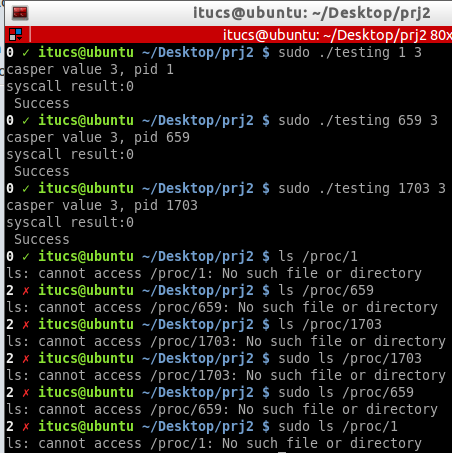 itucs@ubuntu: ~/Desktop/prj2
itucs@ubuntu: ~/Desktop/prj2 80x
0 ✓ itucs@ubuntu ~/Desktop/prj2 $ sudo ./testing 1 3
casper value 3, pid 1
syscall result:0
 Success
0 ✓ itucs@ubuntu ~/Desktop/prj2 $ sudo ./testing 659 3
casper value 3, pid 659
syscall result:0
 Success
0 ✓ itucs@ubuntu ~/Desktop/prj2 $ sudo ./testing 1703 3
casper value 3, pid 1703
syscall result:0
 Success
0 ✓ itucs@ubuntu ~/Desktop/prj2 $ ls /proc/1
ls: cannot access /proc/1: No such file or directory
2 ✗ itucs@ubuntu ~/Desktop/prj2 $ ls /proc/659
ls: cannot access /proc/659: No such file or directory
2 ✗ itucs@ubuntu ~/Desktop/prj2 $ ls /proc/1703
ls: cannot access /proc/1703: No such file or directory
2 ✗ itucs@ubuntu ~/Desktop/prj2 $ sudo ls /proc/1703
ls: cannot access /proc/1703: No such file or directory
2 ✗ itucs@ubuntu ~/Desktop/prj2 $ sudo ls /proc/659
ls: cannot access /proc/659: No such file or directory
2 ✗ itucs@ubuntu ~/Desktop/prj2 $ sudo ls /proc/1
ls: cannot access /proc/1: No such file or directory